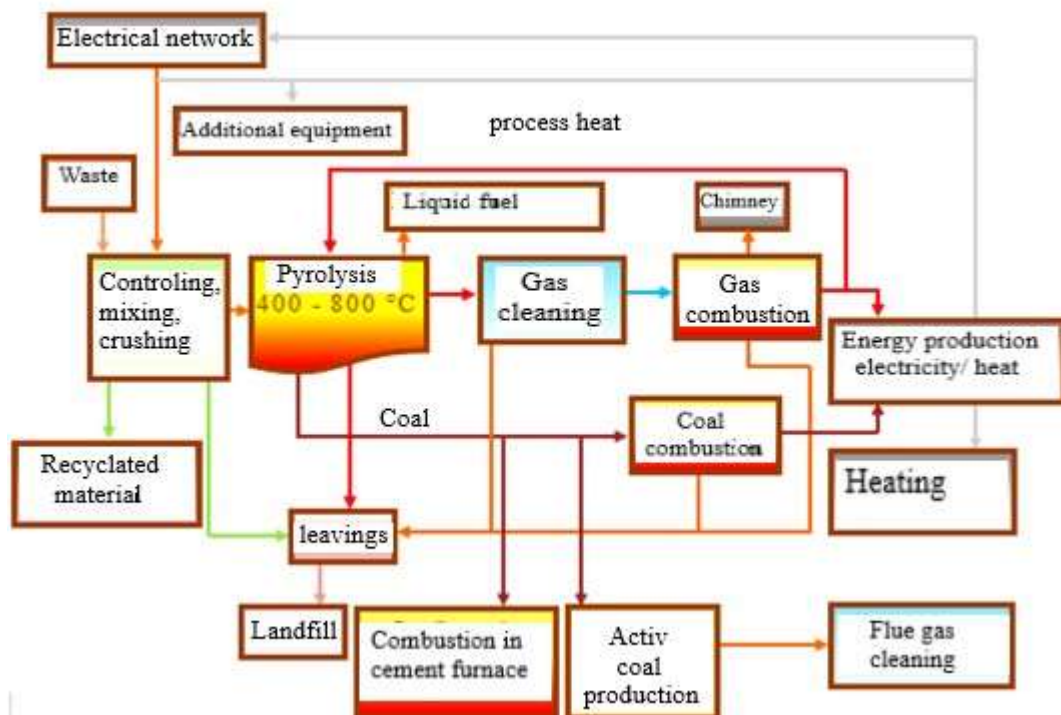 Electrical network
Additional equipment
process heat
Waste
Liquid fuel
Chimney
Controling,
mixing,
crushing
Pyrolysis
400 - 800 °C
Gas
cleaning
Gas
combustion
Energy production
electricity/ heat
Coal
Coal
combustion
Recyclated
material
Heating
leavings
Landfill
Combustion in
cement furnace
Activ
coal
production
Flue gas
cleaning